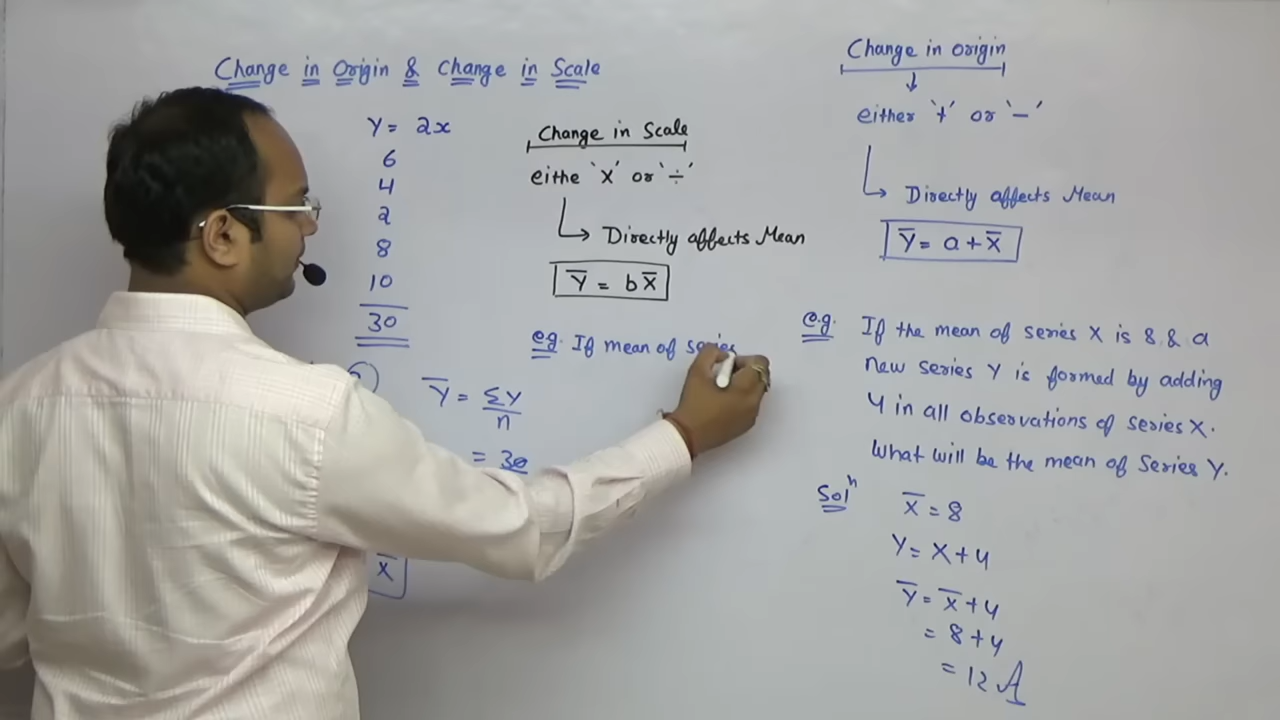 Change in Origin & Change in Scale
Y = 2x
6
4
2
8
10
30
Y̅ = ΣY
n
= 30
X̅
Change in Scale
eithe 'X' or '÷'
Directly affects Mean
Y̅ = bX̅
e.g. If mean of series
Change in origin
either '+' or '−'
Directly affects Mean
Y̅ = a + X̅
e.g. If the mean of series X is 8 & a
new series Y is formed by adding
4 in all observations of series X.
What will be the mean of Series Y.
Solⁿ
X̅ = 8
Y = X + 4
Y̅ = X̅ + 4
= 8 + 4
= 12 A